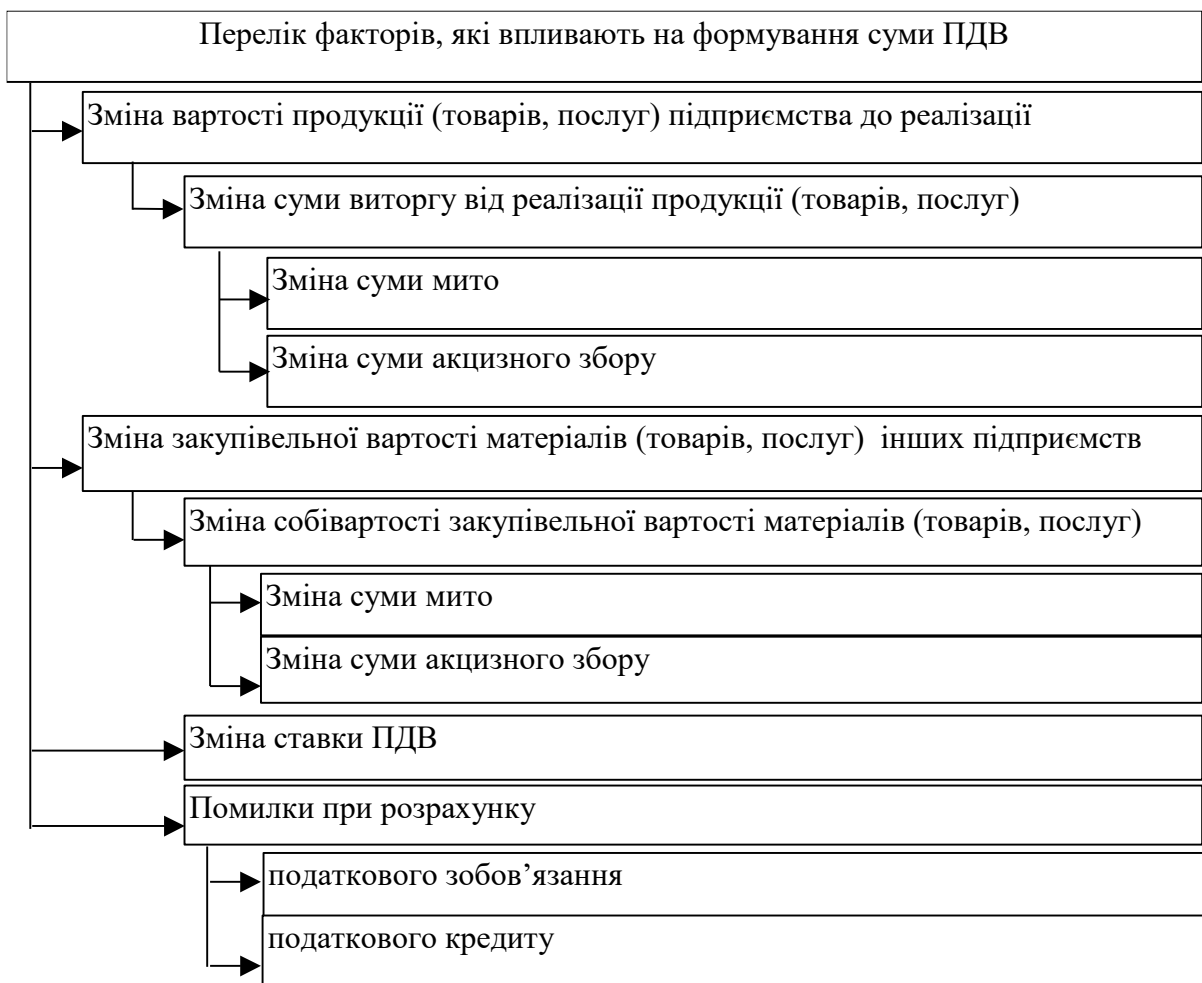 Перелік факторів, які впливають на формування суми ПДВ
Зміна вартості продукції (товарів, послуг) підприємства до реалізації
Зміна суми виторгу від реалізації продукції (товарів, послуг)
Зміна суми мито
Зміна суми акцизного збору
Зміна закупівельної вартості матеріалів (товарів, послуг) інших підприємств
Зміна собівартості закупівельної вартості матеріалів (товарів, послуг)
Зміна суми мито
Зміна суми акцизного збору
Зміна ставки ПДВ
Помилки при розрахунку
податкового зобов’язання
податкового кредиту